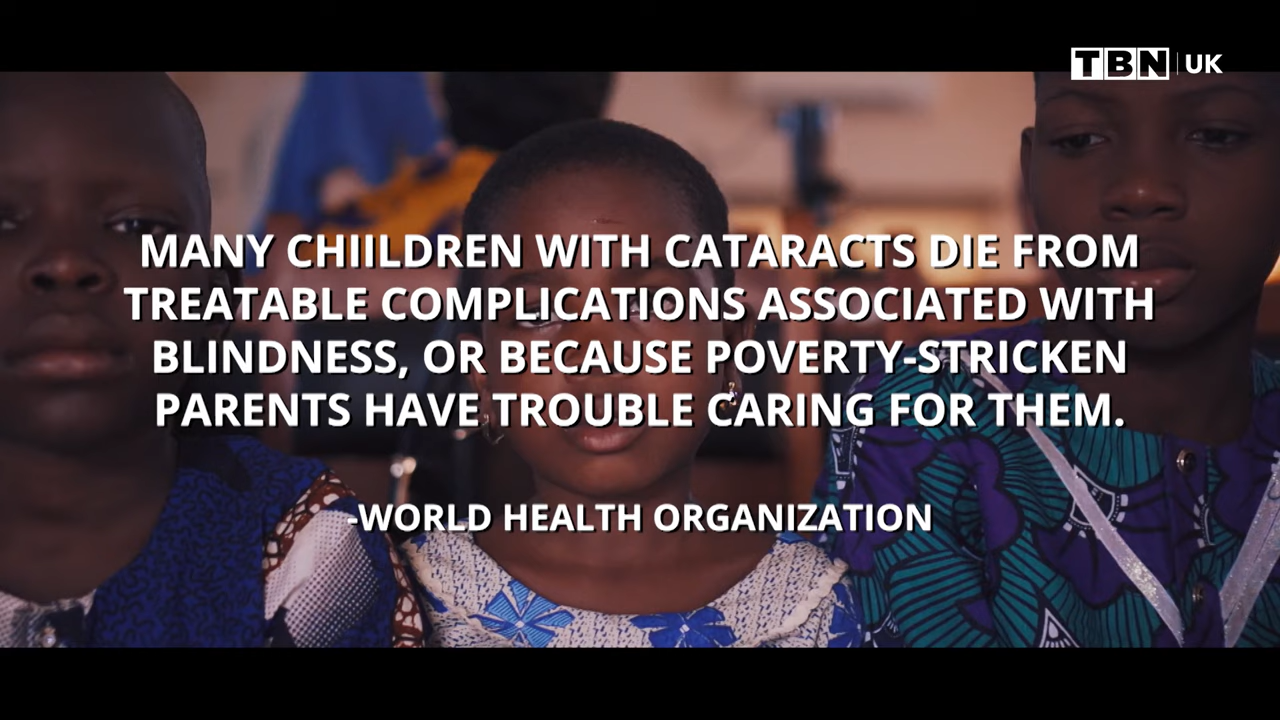 TBN UK
MANY CHIILDREN WITH CATARACTS DIE FROM
TREATABLE COMPLICATIONS ASSOCIATED WITH
BLINDNESS, OR BECAUSE POVERTY-STRICKEN
PARENTS HAVE TROUBLE CARING FOR THEM.
-WORLD HEALTH ORGANIZATION